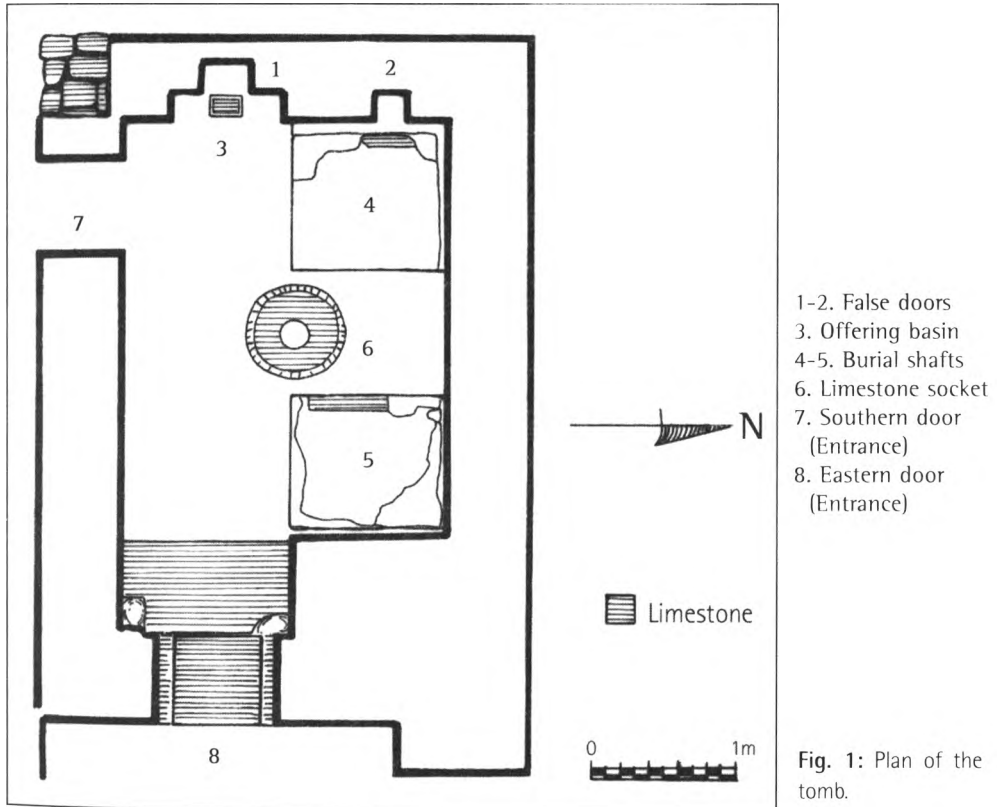 1
2
3
4
7
6
5
8
N
Limestone
0 1m
1-2. False doors
3. Offering basin
4-5. Burial shafts
6. Limestone socket
7. Southern door
(Entrance)
8. Eastern door
(Entrance)
Fig. 1: Plan of the
tomb.